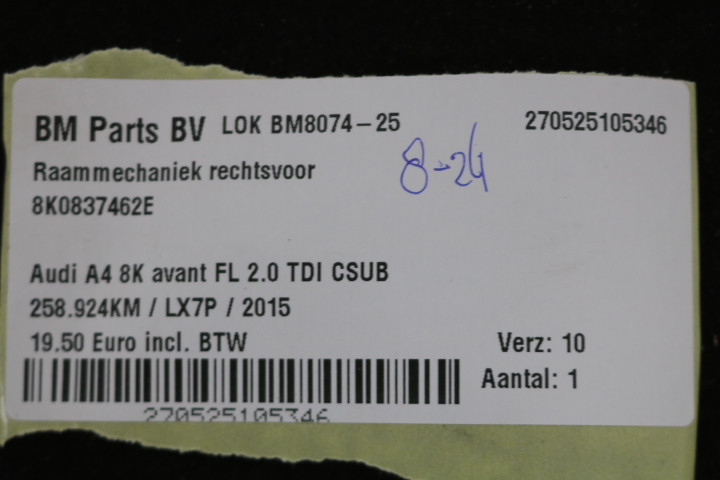 BM Parts BV LOK BM8074-25 270525105346
Raammechaniek rechtsvoor
8K0837462E
8-24
Audi A4 8K avant FL 2.0 TDI CSUB
258.924KM / LX7P / 2015
19.50 Euro incl. BTW Verz: 10
Aantal: 1
270525105346